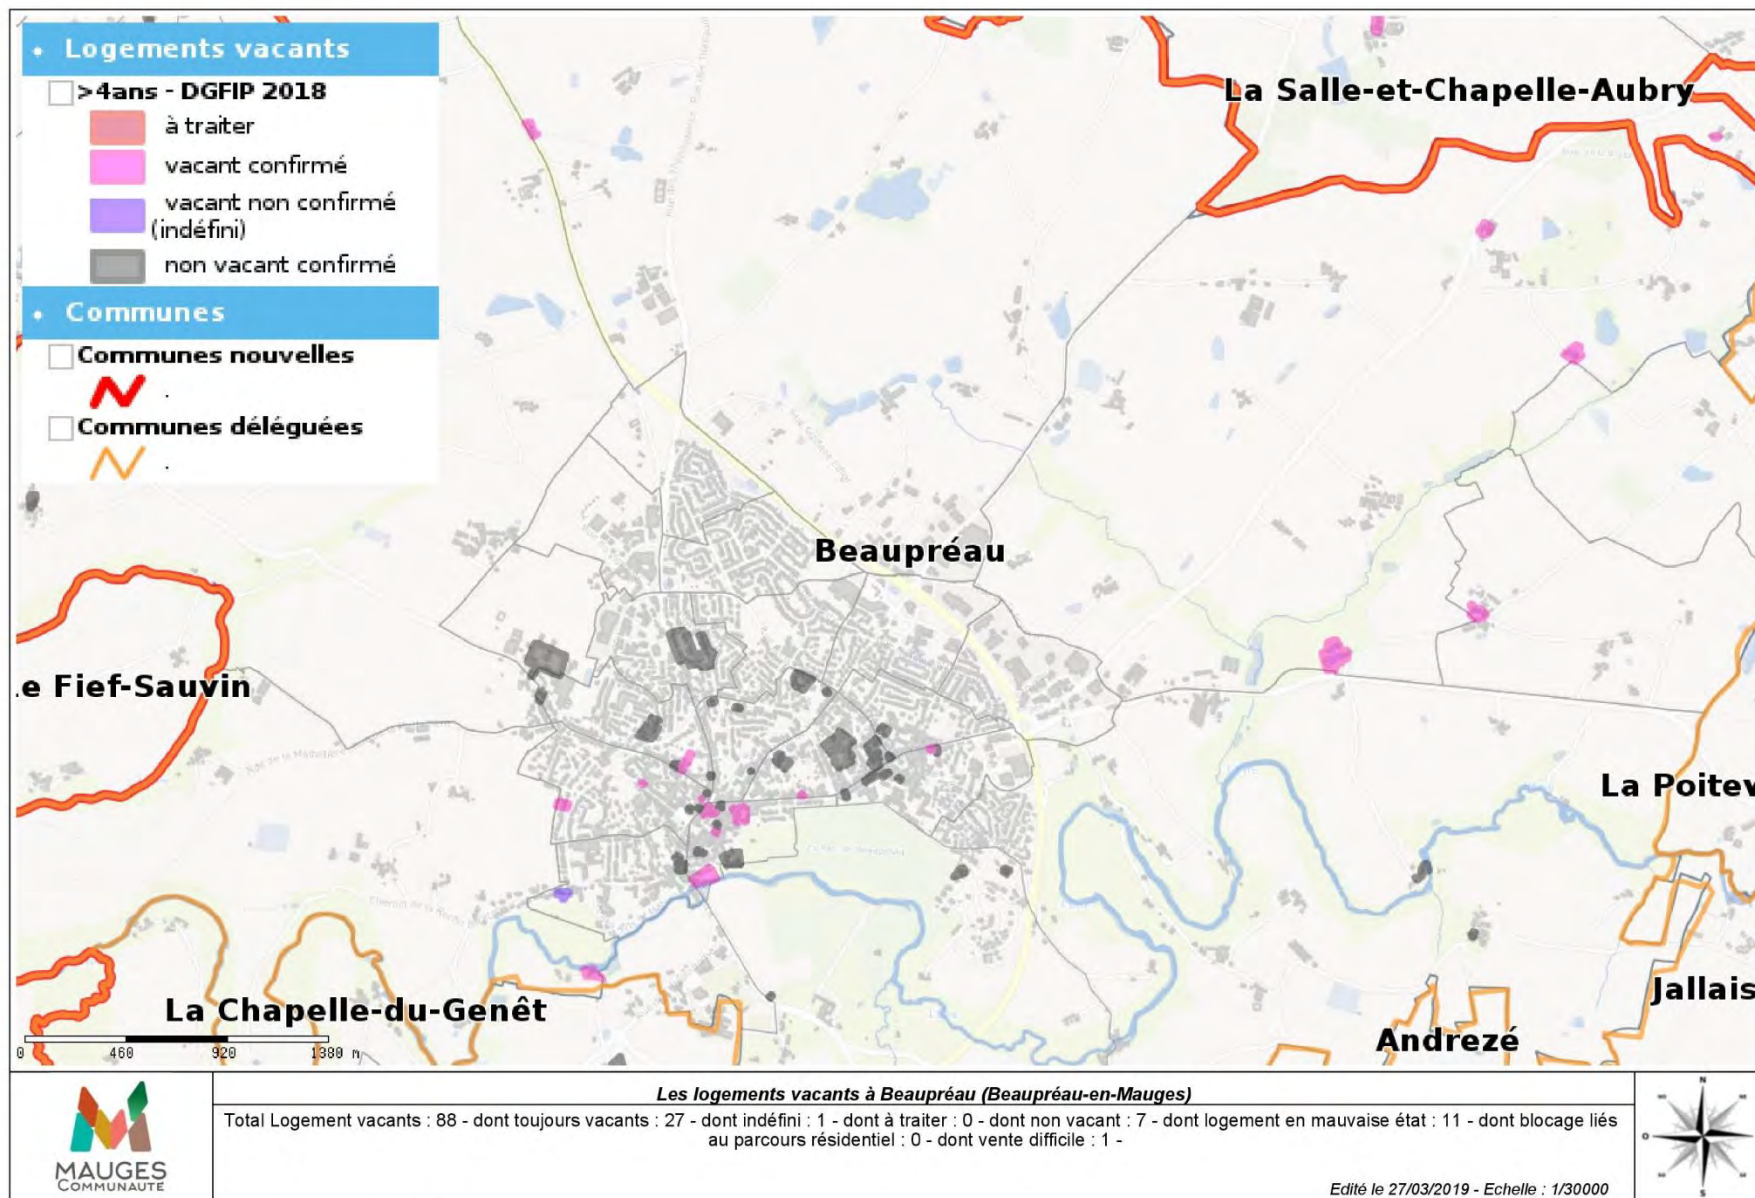 Logements vacants
>4ans - DGFIP 2018
à traiter
vacant confirmé
vacant non confirmé
(indéfini)
non vacant confirmé
Communes
Communes nouvelles
.
Communes déléguées
.
La Salle-et-Chapelle-Aubry
Beaupréau
e Fief-Sauvin
La Poitev
Jallais
La Chapelle-du-Genêt
Andrezé
0 460 920 1380 m
MAUGES
COMMUNAUTÉ
Les logements vacants à Beaupréau (Beaupréau-en-Mauges)
Total Logement vacants : 88 - dont toujours vacants : 27 - dont indéfini : 1 - dont à traiter : 0 - dont non vacant : 7 - dont logement en mauvaise état : 11 - dont blocage liés
au parcours résidentiel : 0 - dont vente difficile : 1 -
Edité le 27/03/2019 - Echelle : 1/30000
N
O
E
S